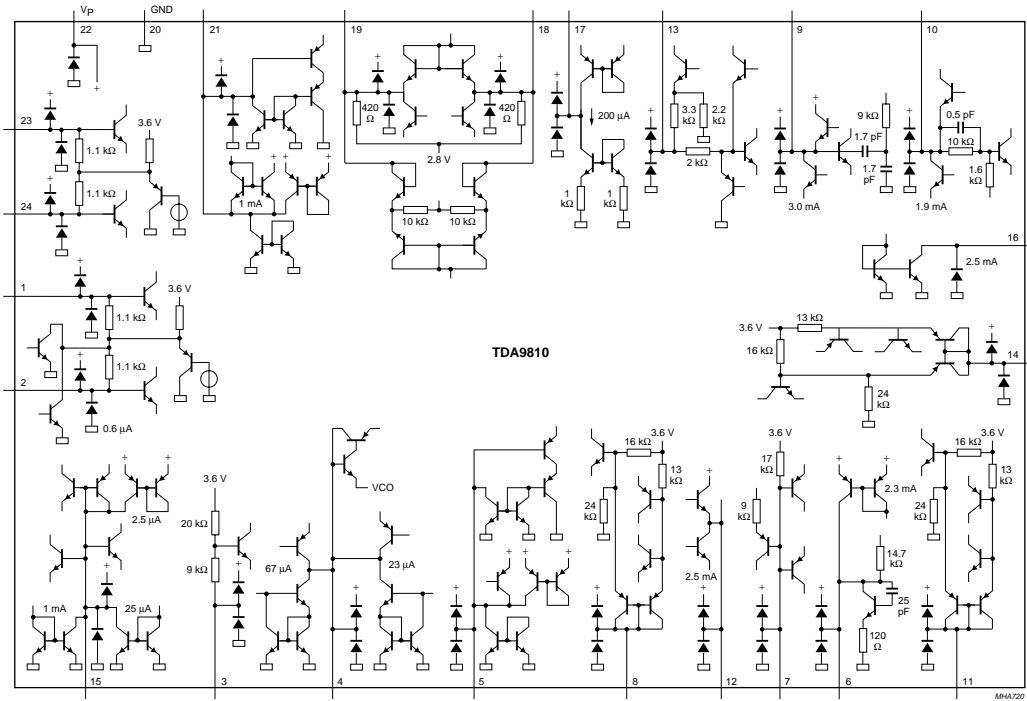 VP GND
22 20 21 19 18 17 13 9 10
23
3.6 V
1.1 kΩ
1.1 kΩ
24
1 mA
420 Ω
420 Ω
2.8 V
10 kΩ 10 kΩ
200 µA
1 kΩ
1 kΩ
3.3 kΩ
2.2 kΩ
2 kΩ
9 kΩ
1.7 pF
1.7 pF
3.0 mA
0.5 pF
10 kΩ
1.6 kΩ
1.9 mA
16
2.5 mA
1
3.6 V
1.1 kΩ
1.1 kΩ
2
0.6 µA
TDA9810
13 kΩ
3.6 V
16 kΩ
14
24 kΩ
2.5 µA
1 mA
25 µA
3.6 V
20 kΩ
9 kΩ
67 µA
VCO
23 µA
3.6 V
16 kΩ
13 kΩ
24 kΩ
2.5 mA
3.6 V
17 kΩ
9 kΩ
2.3 mA
14.7 kΩ
25 pF
120 Ω
3.6 V
16 kΩ
13 kΩ
24 kΩ
15 3 4 5 8 12 7 6 11
MHA720